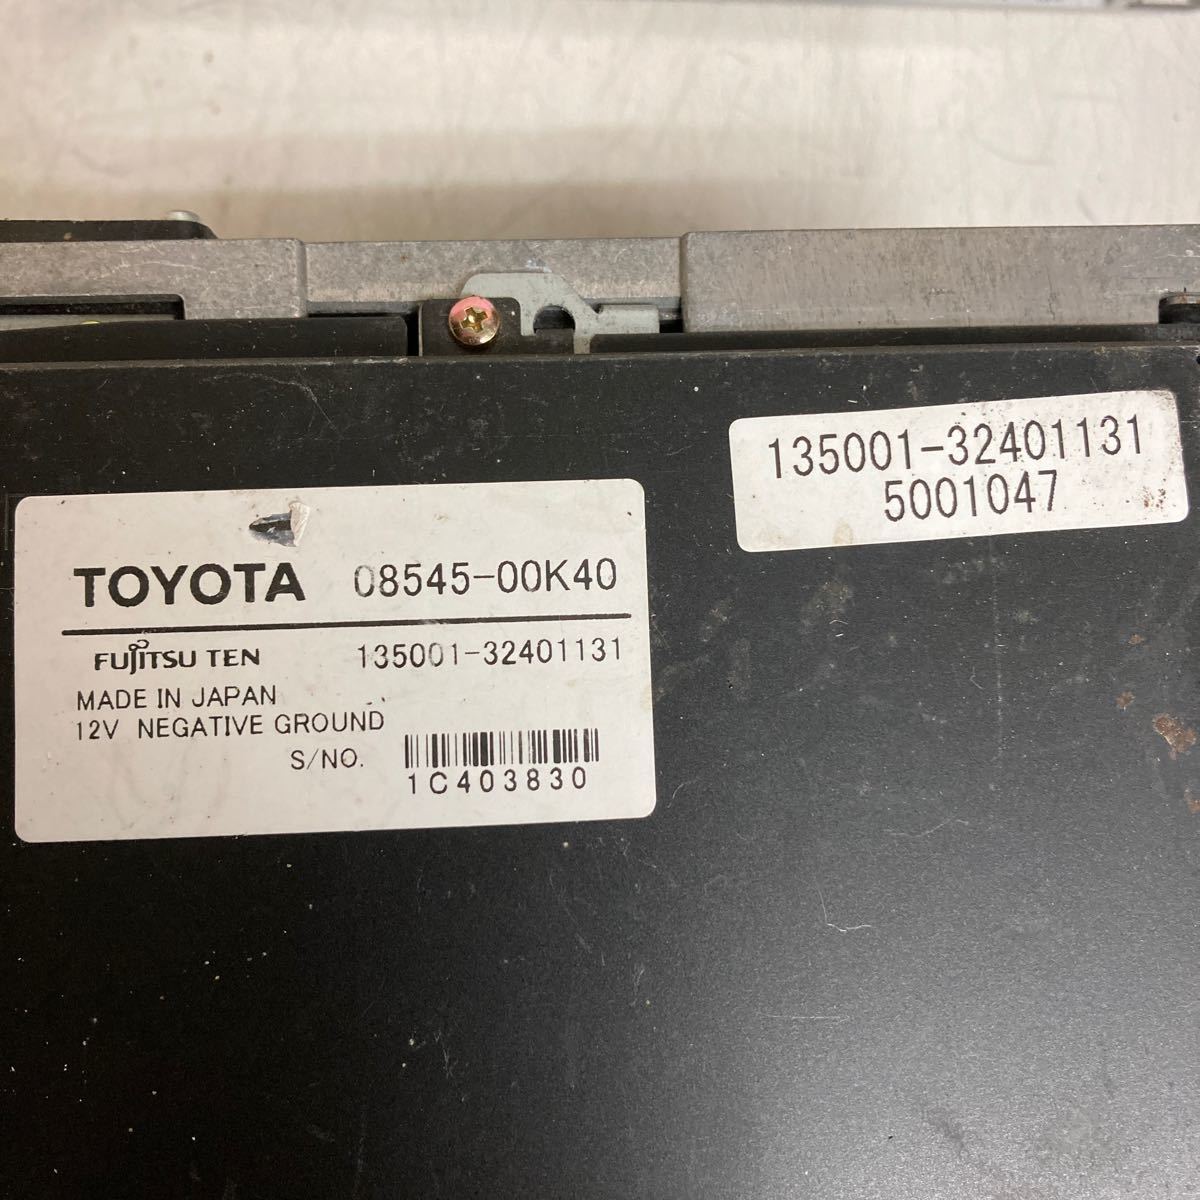 135001-32401131
5001047
TOYOTA 08545-00K40
FUJITSU TEN 135001-32401131
MADE IN JAPAN
12V NEGATIVE GROUND
S/NO.
1C403830